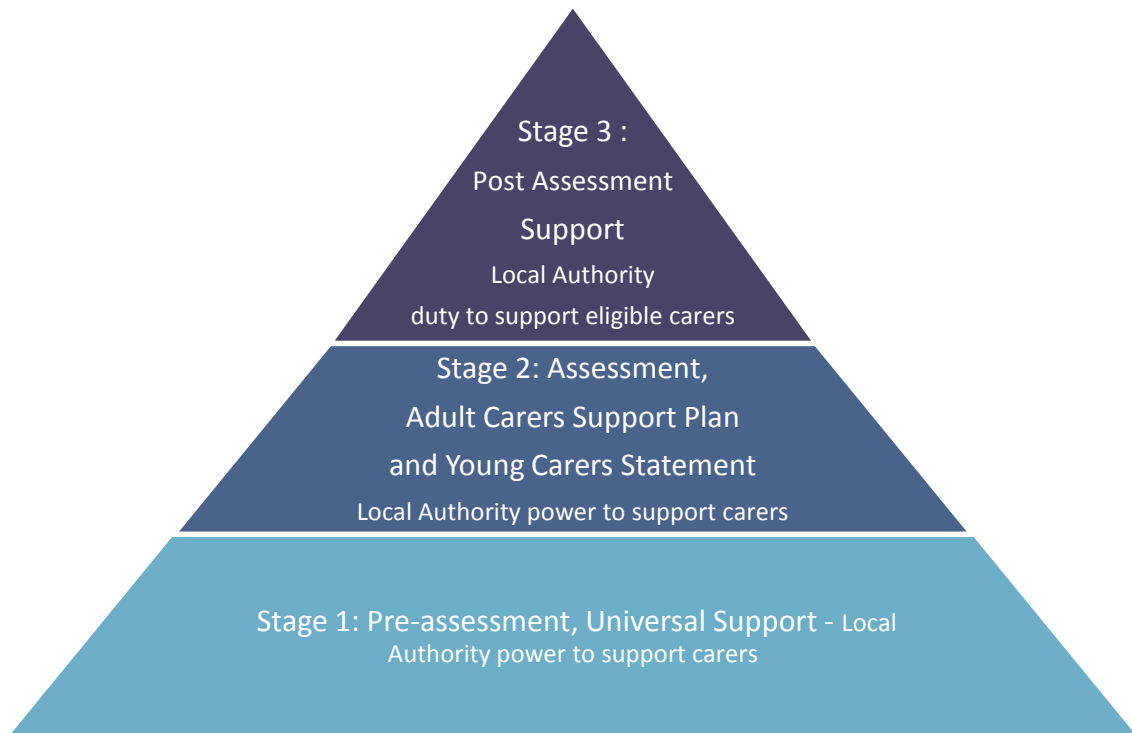 Stage 3 :
Post Assessment
Support
Local Authority
duty to support eligible carers
Stage 2: Assessment,
Adult Carers Support Plan
and Young Carers Statement
Local Authority power to support carers
Stage 1: Pre-assessment, Universal Support - Local
Authority power to support carers